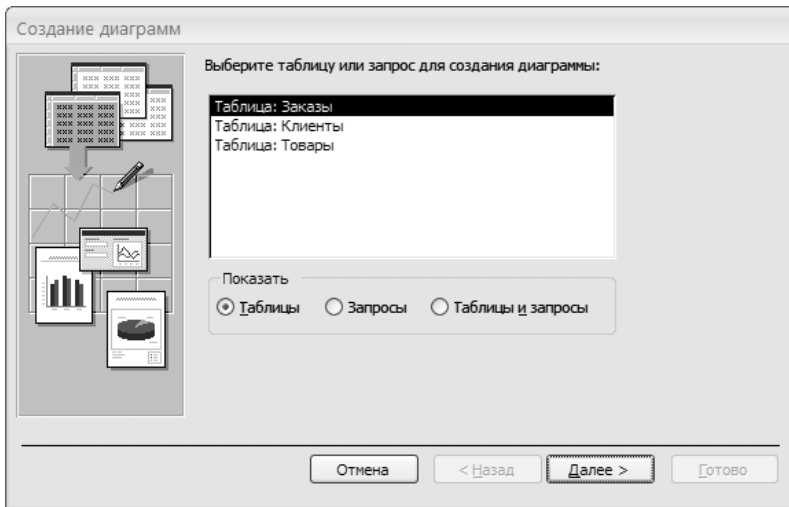 Создание диаграмм
Выберите таблицу или запрос для создания диаграммы:
Таблица: Заказы
Таблица: Клиенты
Таблица: Товары
Показать
Таблицы Запросы Таблицы и запросы
Отмена < Назад Далее > Готово